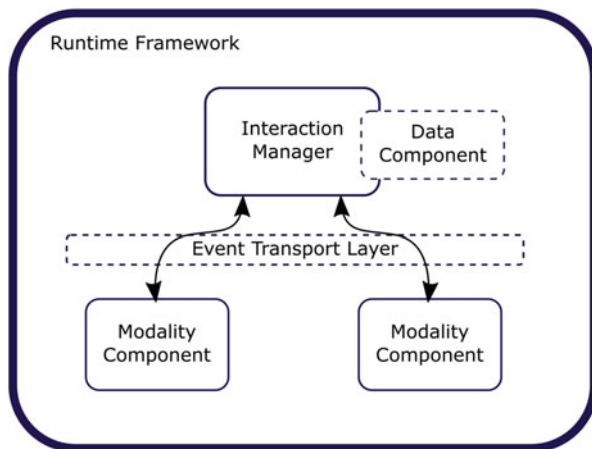 Runtime Framework
Interaction
Manager
Data
Component
Event Transport Layer
Modality
Component
Modality
Component